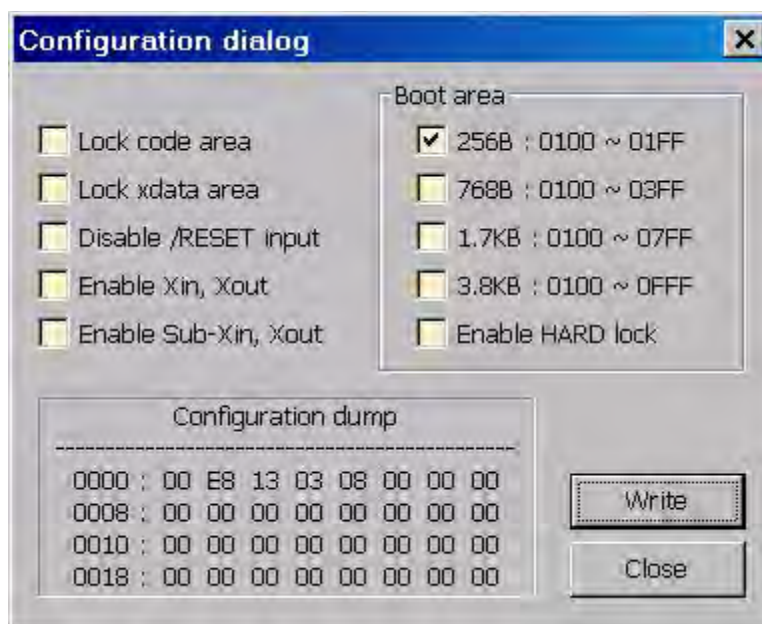 Configuration dialog
Lock code area
Lock xdata area
Disable /RESET input
Enable Xin, Xout
Enable Sub-Xin, Xout
Boot area
256B : 0100 ~ 01FF
768B : 0100 ~ 03FF
1.7KB : 0100 ~ 07FF
3.8KB : 0100 ~ 0FFF
Enable HARD lock
Configuration dump
0000 : 00 E8 13 03 08 00 00 00
0008 : 00 00 00 00 00 00 00 00
0010 : 00 00 00 00 00 00 00 00
0018 : 00 00 00 00 00 00 00 00
Write
Close